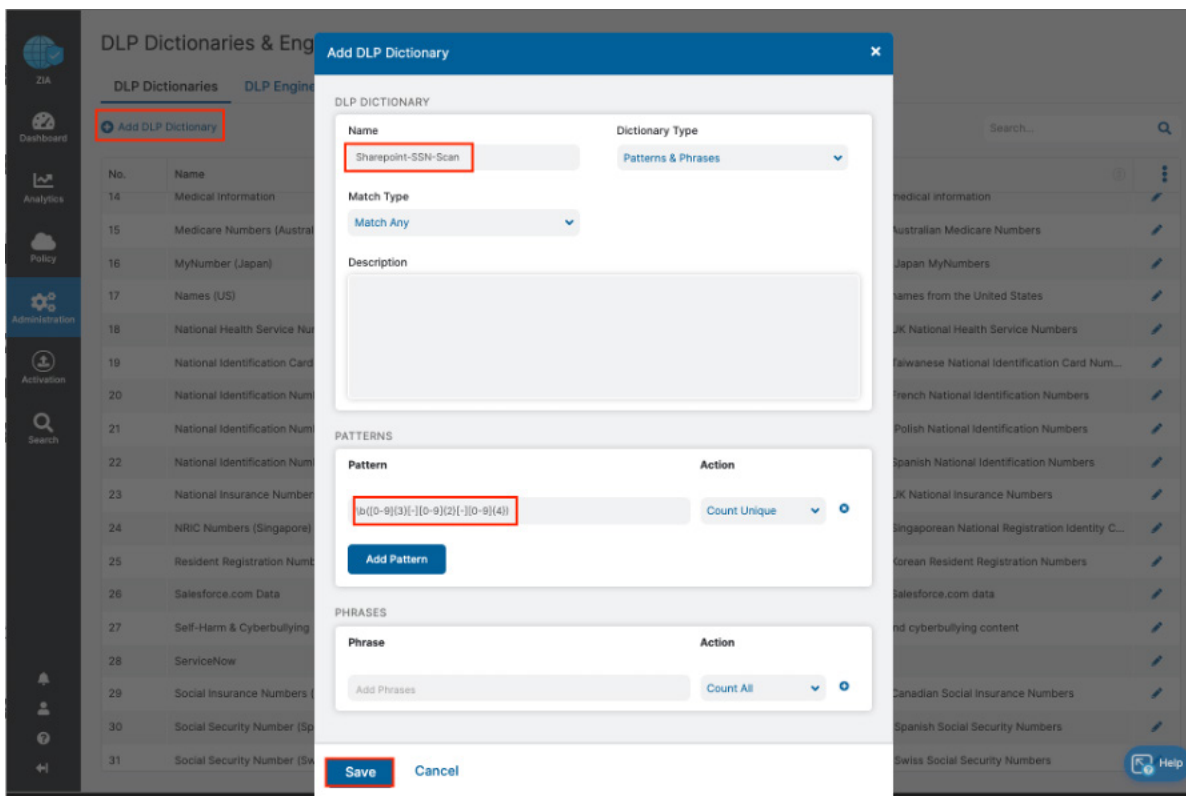 ZIA
Dashboard
Analytics
Policy
Administration
Activation
Search
DLP Dictionaries & Eng
DLP Dictionaries DLP Engine
Add DLP Dictionary
Search...
No. Name
14 Medical Information medical information
15 Medicare Numbers (Austral Australian Medicare Numbers
16 MyNumber (Japan) Japan MyNumbers
17 Names (US) names from the United States
18 National Health Service Nu UK National Health Service Numbers
19 National Identification Card Taiwanese National Identification Card Num...
20 National Identification Num French National Identification Numbers
21 National Identification Num Polish National Identification Numbers
22 National Identification Num Spanish National Identification Numbers
23 National Insurance Number UK National Insurance Numbers
24 NRIC Numbers (Singapore) Singaporean National Registration Identity C...
25 Resident Registration Numb Korean Resident Registration Numbers
26 Salesforce.com Data Salesforce.com data
27 Self-Harm & Cyberbullying nd cyberbullying content
28 ServiceNow
29 Social Insurance Numbers ( Canadian Social Insurance Numbers
30 Social Security Number (Sp Spanish Social Security Numbers
31 Social Security Number (Sw Swiss Social Security Numbers
Add DLP Dictionary ×
DLP DICTIONARY
Name Dictionary Type
Sharepoint-SSN-Scan Patterns & Phrases
Match Type
Match Any
Description
PATTERNS
Pattern Action
\b([0-9]{3}[-][0-9]{2}[-][0-9]{4}) Count Unique
Add Pattern
PHRASES
Phrase Action
Add Phrases Count All
Save Cancel
Help